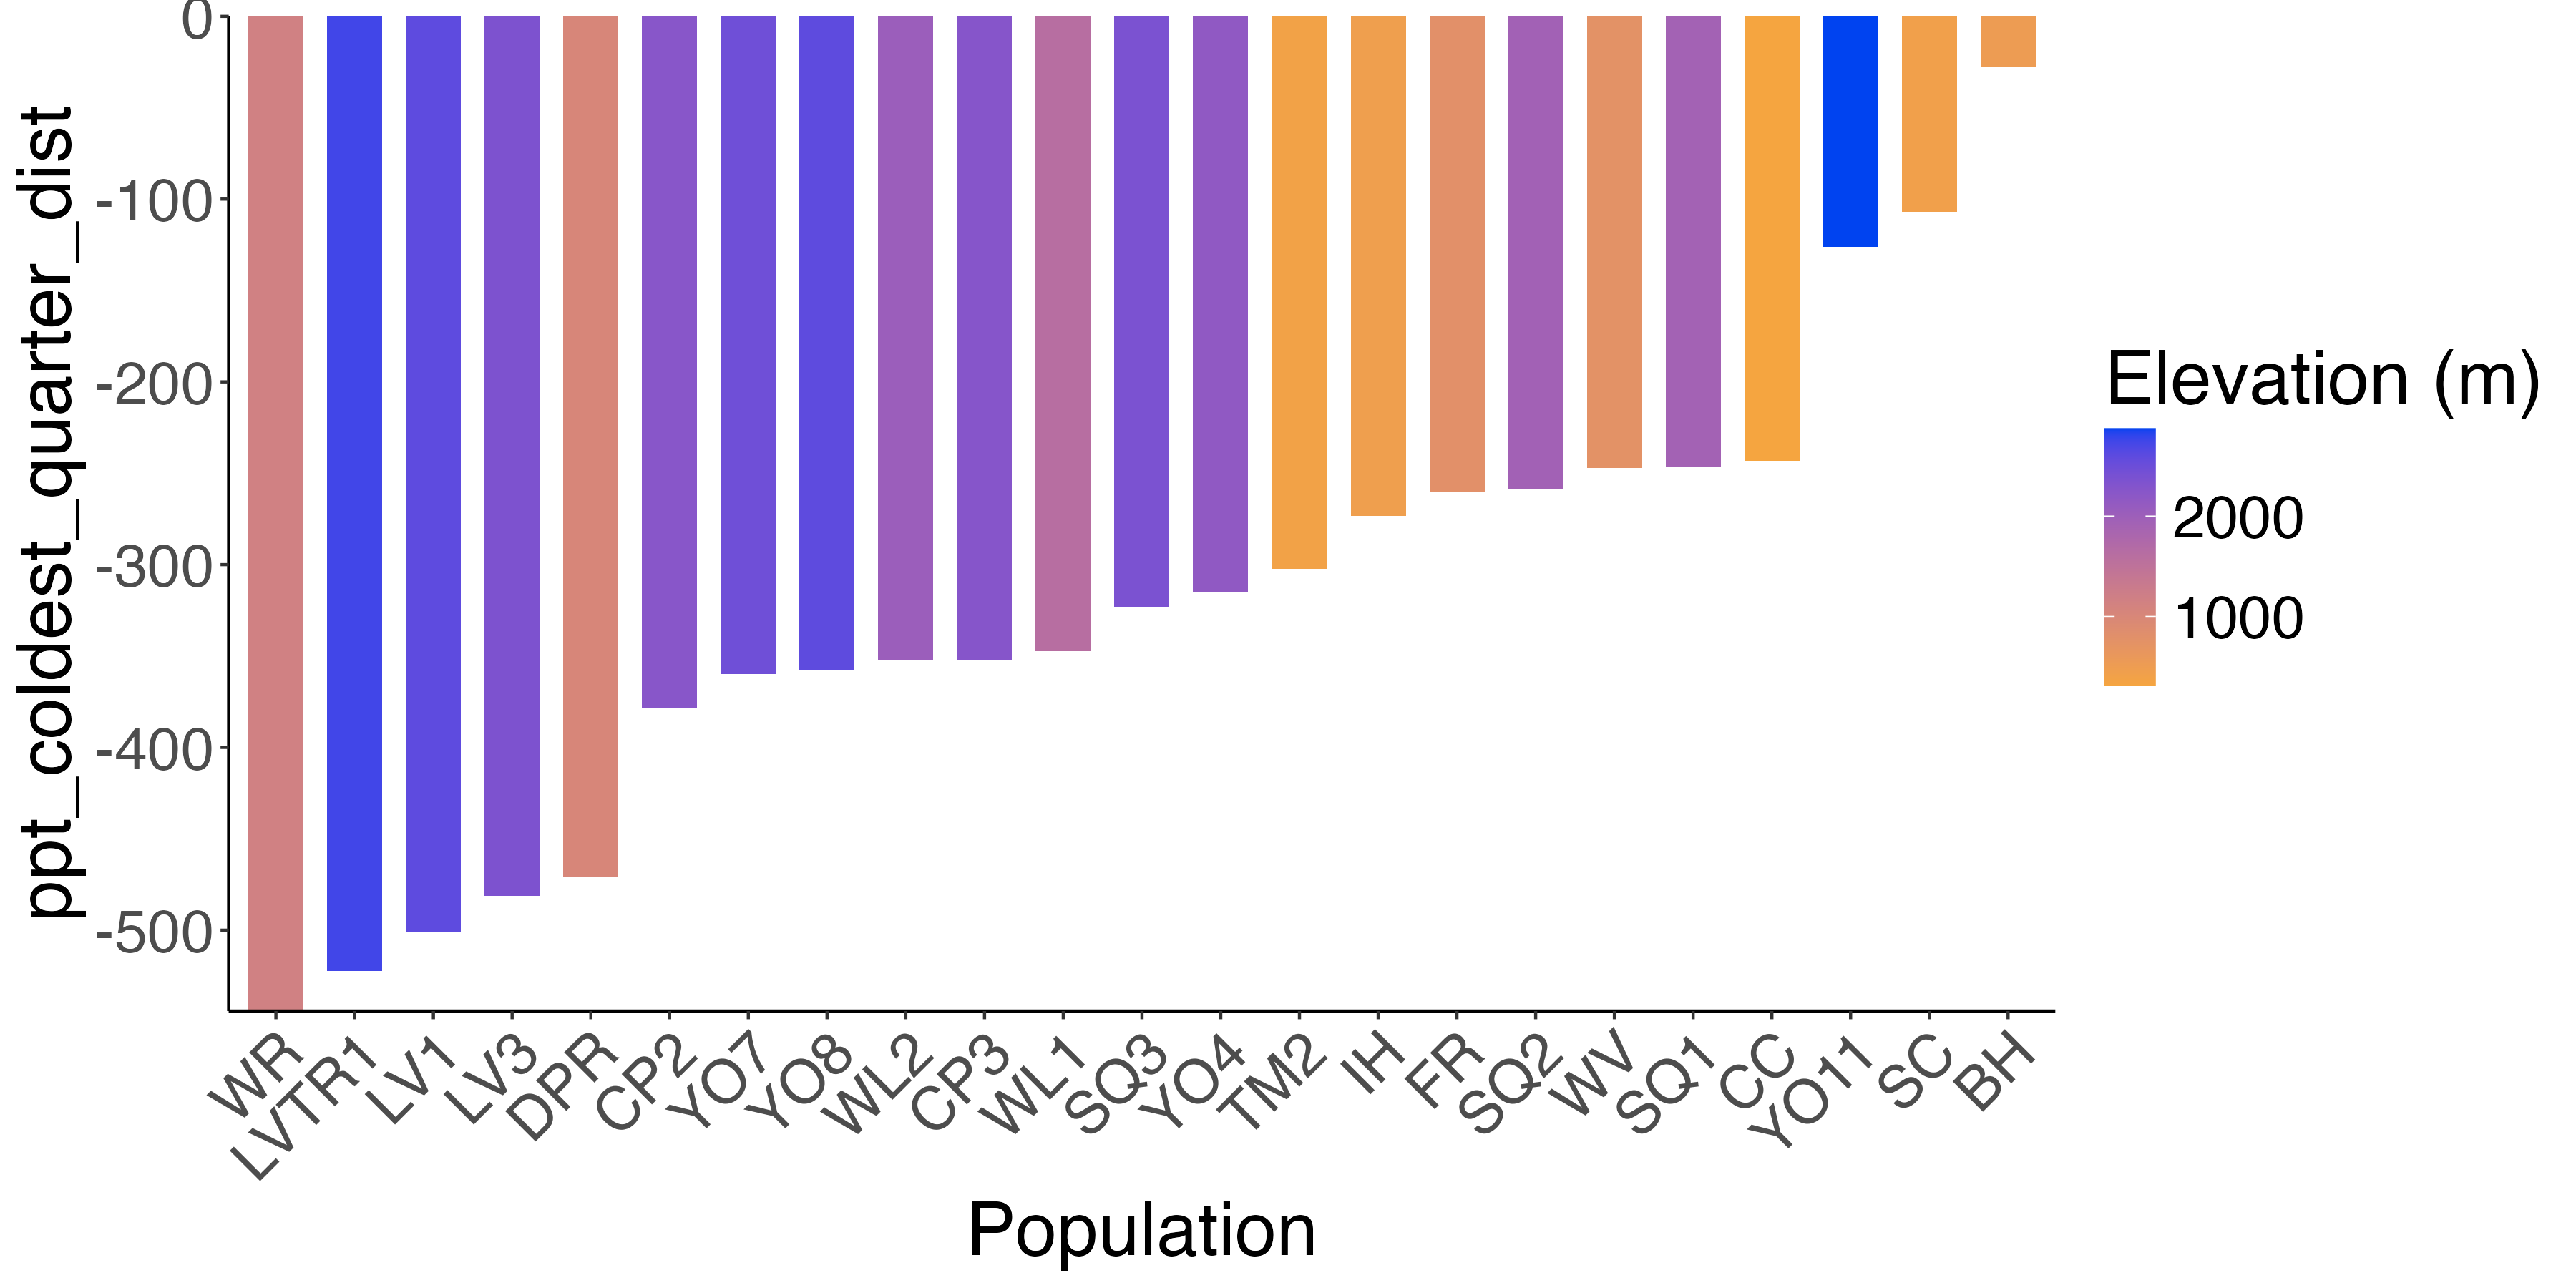 ppt_coldest_quarter_dist
0
-100
-200
-300
-400
-500
WR
LVTR1
LV1
LV3
DPR
CP2
YO7
YO8
WL2
CP3
WL1
SQ3
YO4
TM2
IH
FR
SQ2
WV
SQ1
CC
YO11
SC
BH
Population
Elevation (m)
2000
1000